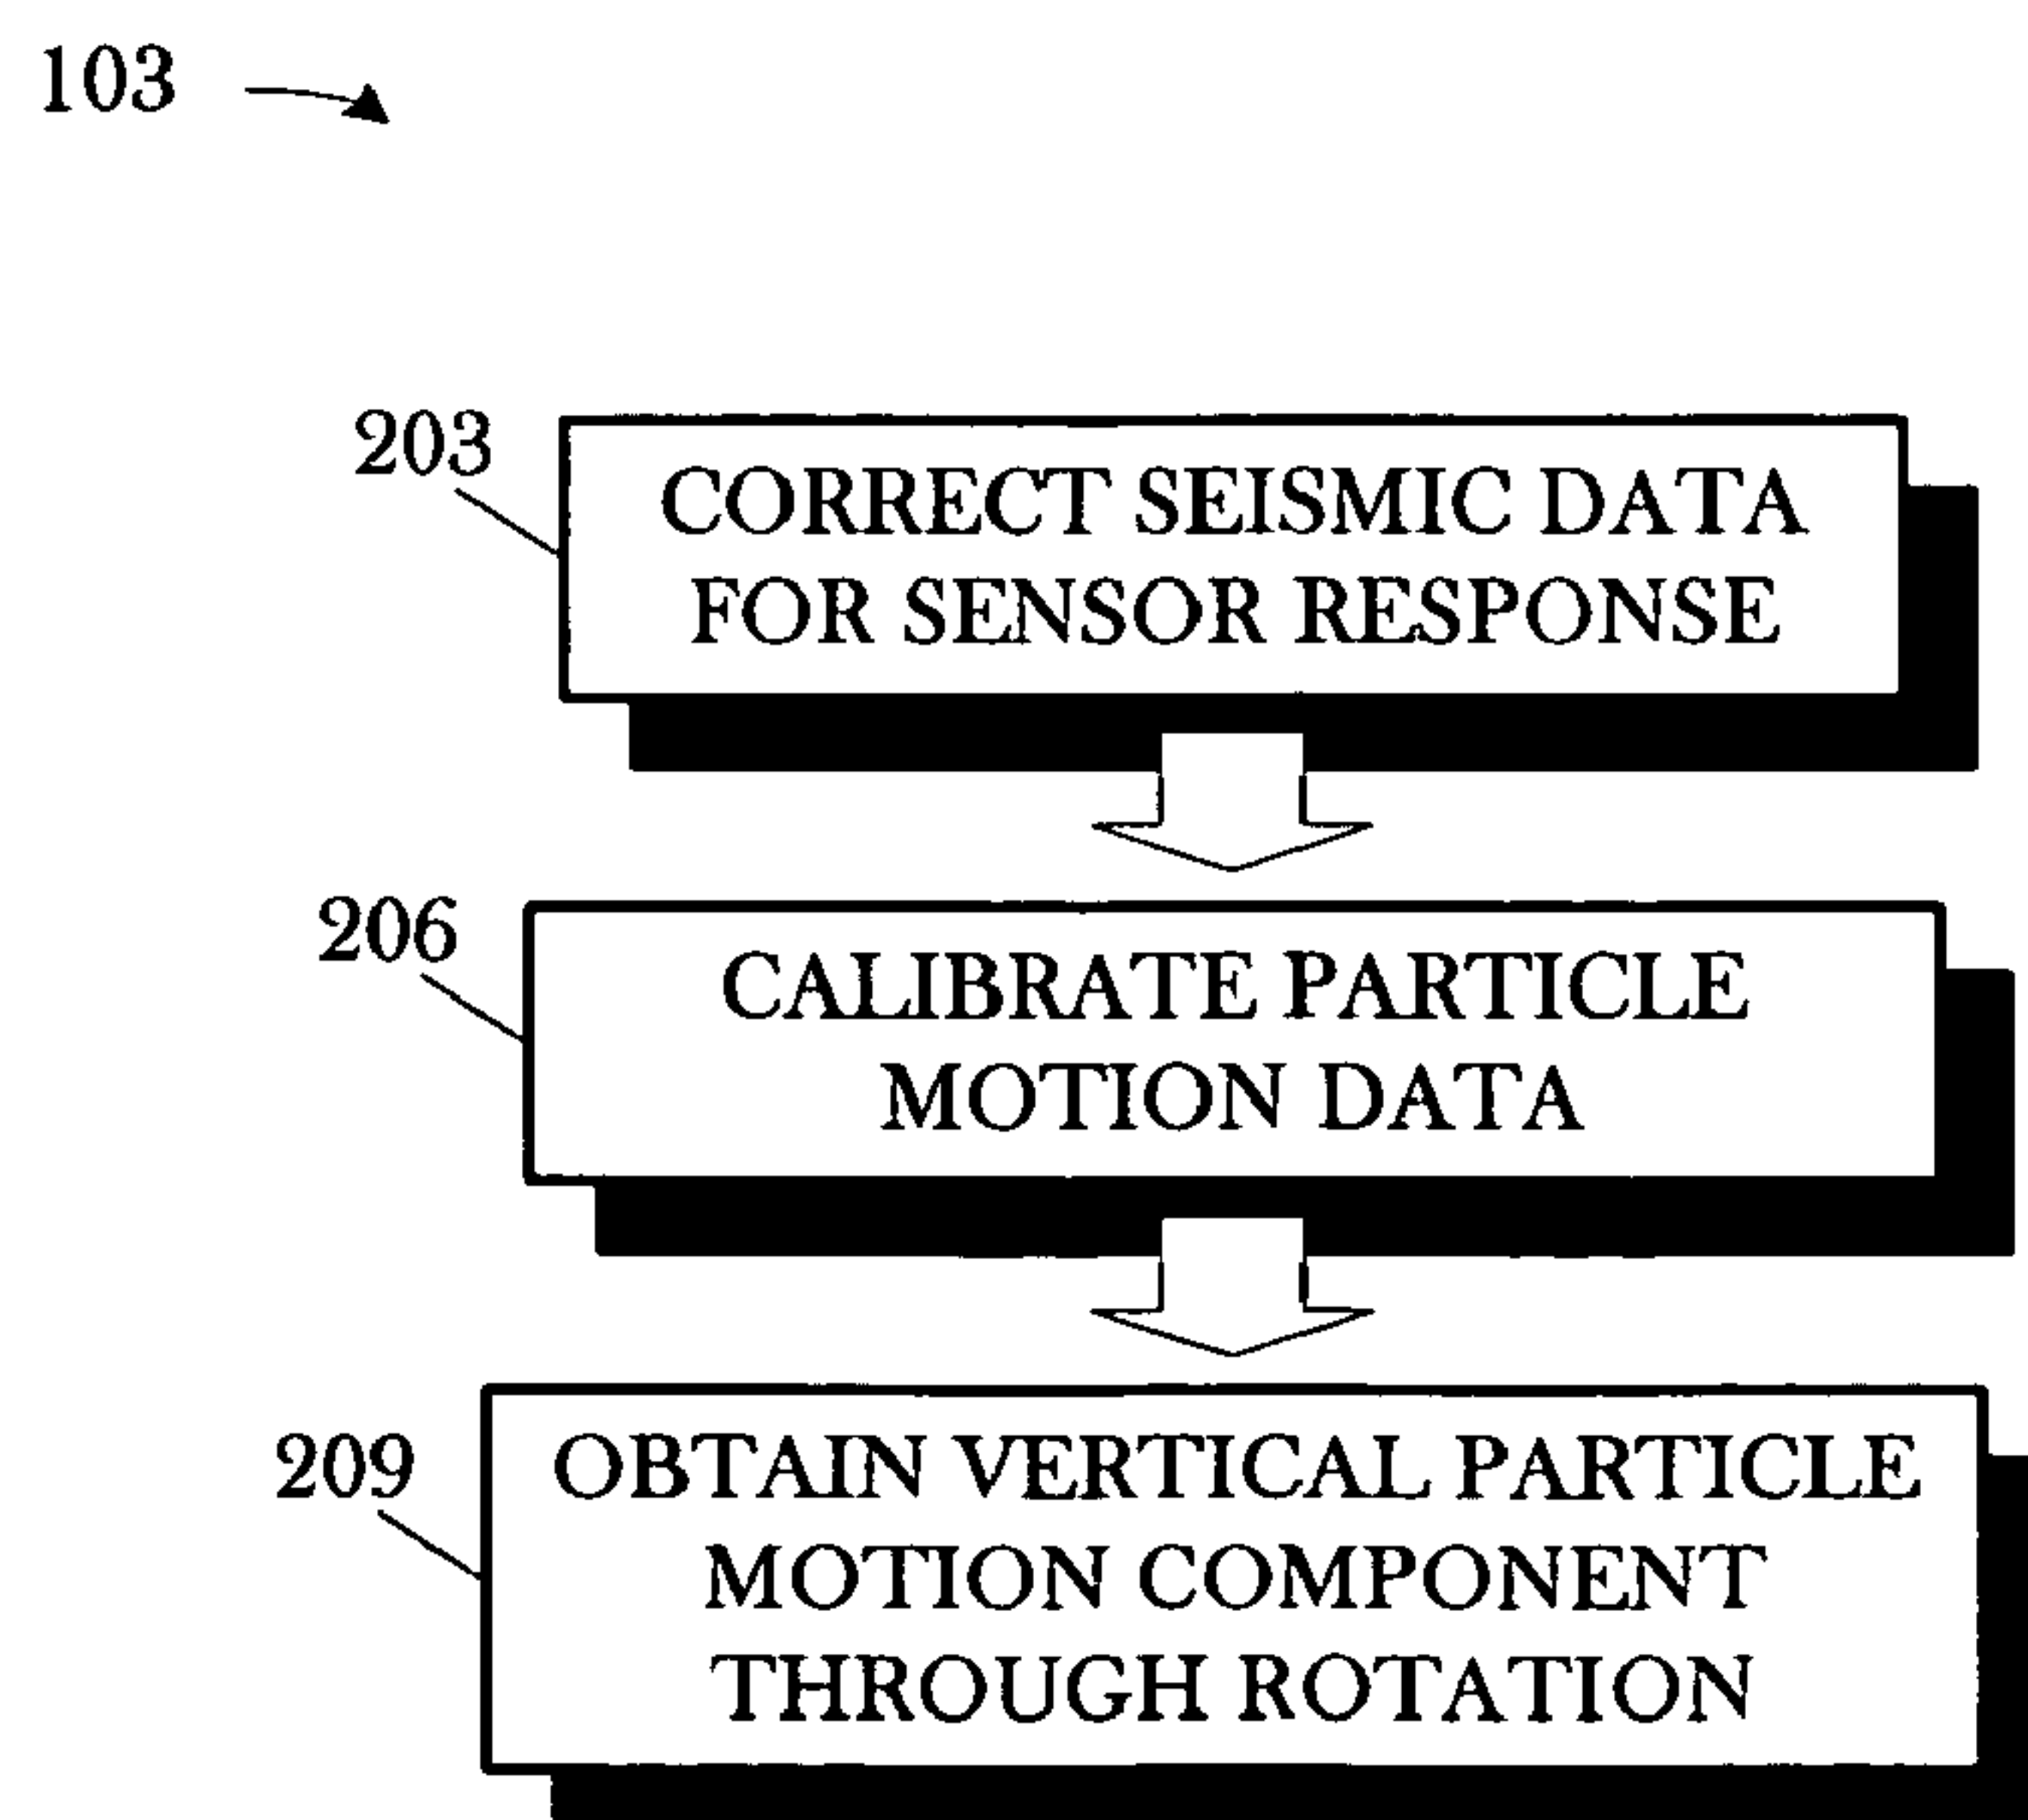 103
203
CORRECT SEISMIC DATA
FOR SENSOR RESPONSE
206
CALIBRATE PARTICLE
MOTION DATA
209
OBTAIN VERTICAL PARTICLE
MOTION COMPONENT
THROUGH ROTATION